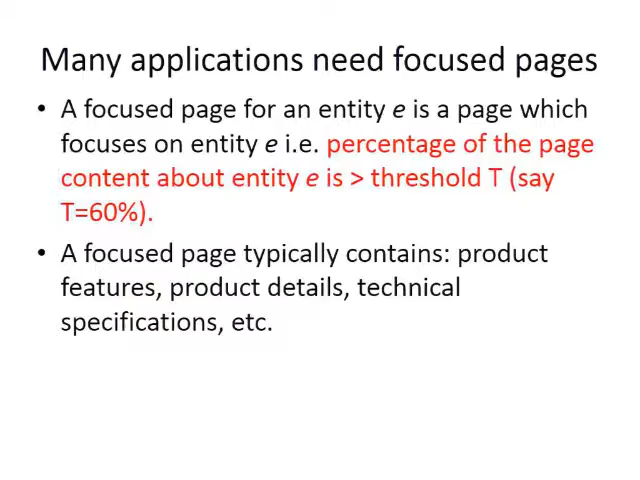 Many applications need focused pages
• A focused page for an entity e is a page which
focuses on entity e i.e. percentage of the page
content about entity e is > threshold T (say
T=60%).
• A focused page typically contains: product
features, product details, technical
specifications, etc.